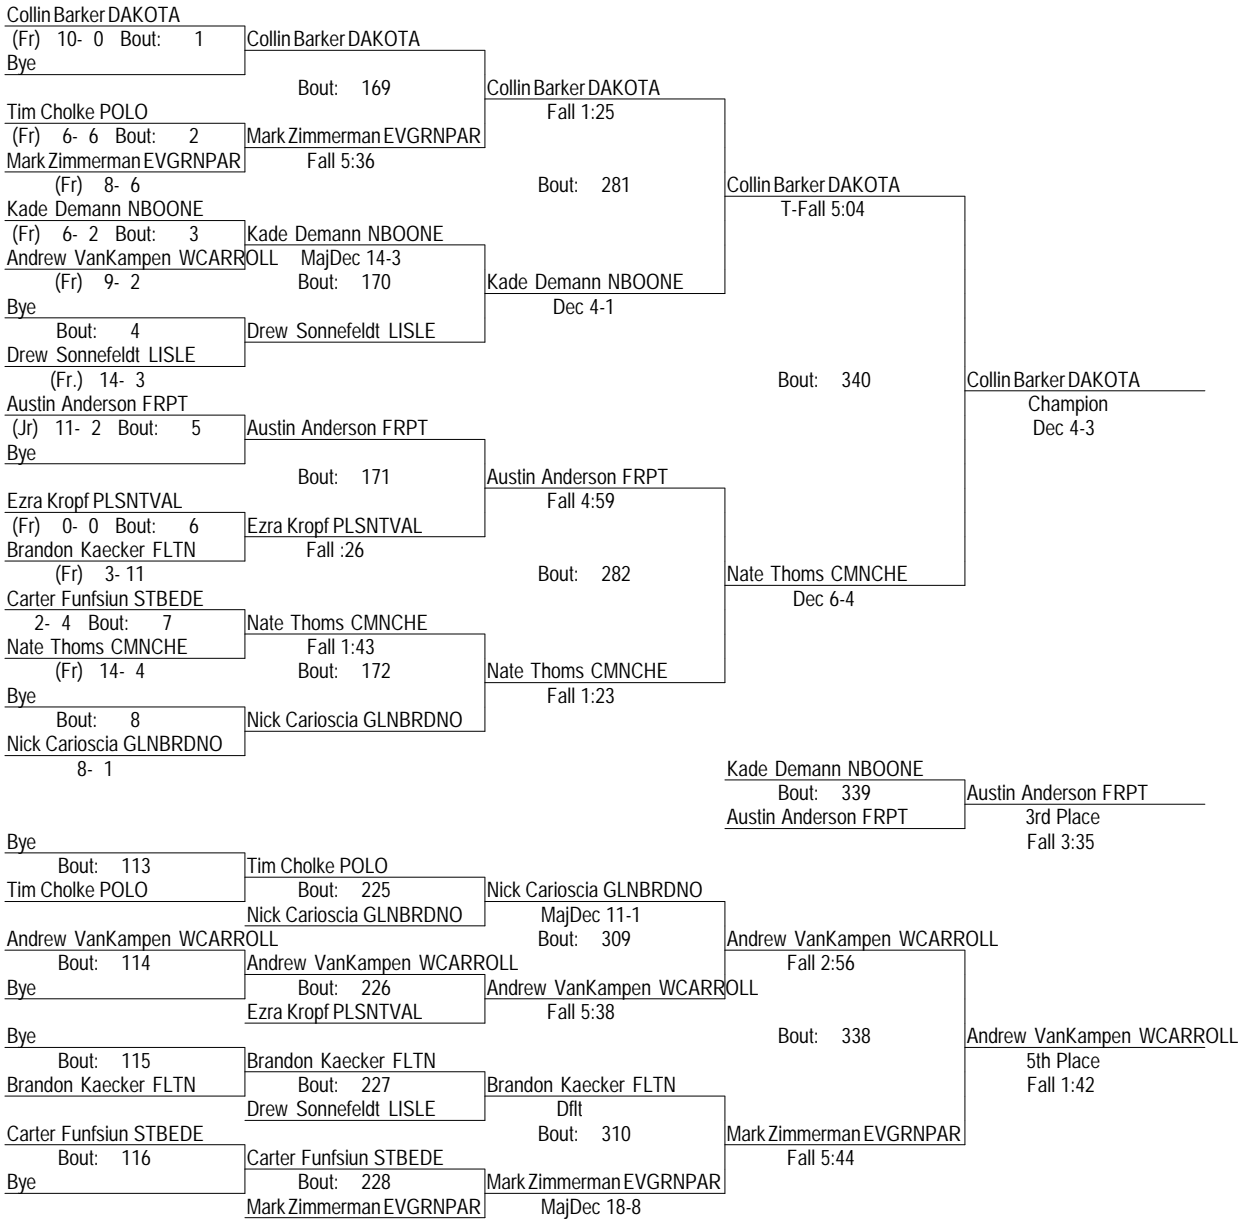 Collin Barker DAKOTA
(Fr) 10- 0 Bout: 1 Collin Barker DAKOTA
Bye
Bout: 169 Collin Barker DAKOTA
Tim Cholke POLO Fall 1:25
(Fr) 6- 6 Bout: 2 Mark Zimmerman EVGRNPAR
Mark Zimmerman EVGRNPAR Fall 5:36
(Fr) 8- 6 Bout: 281 Collin Barker DAKOTA
Kade Demann NBOONE T-Fall 5:04
(Fr) 6- 2 Bout: 3 Kade Demann NBOONE
Andrew VanKampen WCARROLL MajDec 14-3
(Fr) 9- 2 Bout: 170 Kade Demann NBOONE
Bye Dec 4-1
Bout: 4 Drew Sonnefeldt LISLE
Drew Sonnefeldt LISLE
(Fr.) 14- 3 Bout: 340 Collin Barker DAKOTA
Austin Anderson FRPT Champion
(Jr) 11- 2 Bout: 5 Austin Anderson FRPT Dec 4-3
Bye
Bout: 171 Austin Anderson FRPT
Ezra Kropf PLSNTVAL Fall 4:59
(Fr) 0- 0 Bout: 6 Ezra Kropf PLSNTVAL
Brandon Kaecker FLTN Fall :26
(Fr) 3- 11 Bout: 282 Nate Thoms CMNCHE
Carter Funfsiun STBEDE Dec 6-4
2- 4 Bout: 7 Nate Thoms CMNCHE
Nate Thoms CMNCHE Fall 1:43
(Fr) 14- 4 Bout: 172 Nate Thoms CMNCHE
Bye Fall 1:23
Bout: 8 Nick Carioscia GLNBRDNO
Nick Carioscia GLNBRDNO
8- 1 Kade Demann NBOONE
Bout: 339 Austin Anderson FRPT
Austin Anderson FRPT 3rd Place
Bye Fall 3:35
Bout: 113 Tim Cholke POLO
Tim Cholke POLO Bout: 225 Nick Carioscia GLNBRDNO
Nick Carioscia GLNBRDNO MajDec 11-1
Andrew VanKampen WCARROLL Bout: 309 Andrew VanKampen WCARROLL
Bout: 114 Andrew VanKampen WCARROLL Fall 2:56
Bye Bout: 226 Andrew VanKampen WCARROLL
Ezra Kropf PLSNTVAL Fall 5:38
Bye Bout: 338 Andrew VanKampen WCARROLL
Bout: 115 Brandon Kaecker FLTN 5th Place
Brandon Kaecker FLTN Bout: 227 Brandon Kaecker FLTN Fall 1:42
Drew Sonnefeldt LISLE Dflt
Carter Funfsiun STBEDE Bout: 310 Mark Zimmerman EVGRNPAR
Bout: 116 Carter Funfsiun STBEDE Fall 5:44
Bye Bout: 228 Mark Zimmerman EVGRNPAR
Mark Zimmerman EVGRNPAR MajDec 18-8